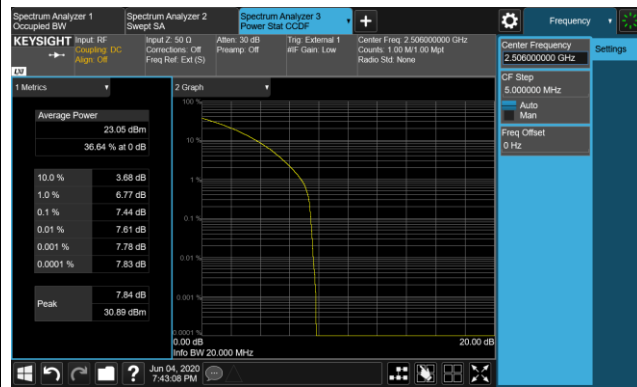 Spectrum Analyzer 1
Occupied BW
Spectrum Analyzer 2
Swept SA
Spectrum Analyzer 3
Power Stat CCDF
Frequency
KEYSIGHT
Input: RF
Coupling: DC
Align: Off
Input Z: 50 Ω
Corrections: Off
Freq Ref: Ext (S)
Atten: 30 dB
Preamp: Off
Trig: External 1
#IF Gain: Low
Center Freq: 2.506000000 GHz
Counts: 1.00 M/1.00 Mpt
Radio Std: None
LXI
Center Frequency
2.506000000 GHz
Settings
CF Step
5.000000 MHz
Auto
Man
Freq Offset
0 Hz
1 Metrics
2 Graph
Average Power
23.05 dBm
36.64 % at 0 dB
10.0 % 3.68 dB
1.0 % 6.77 dB
0.1 % 7.44 dB
0.01 % 7.61 dB
0.001 % 7.78 dB
0.0001 % 7.83 dB
Peak
7.84 dB
30.89 dBm
100 %
10 %
1 %
0.1 %
0.01 %
0.001 %
0.0001 %
0.00 dB
20.00 dB
Info BW 20.000 MHz
Jun 04, 2020
7:43:08 PM